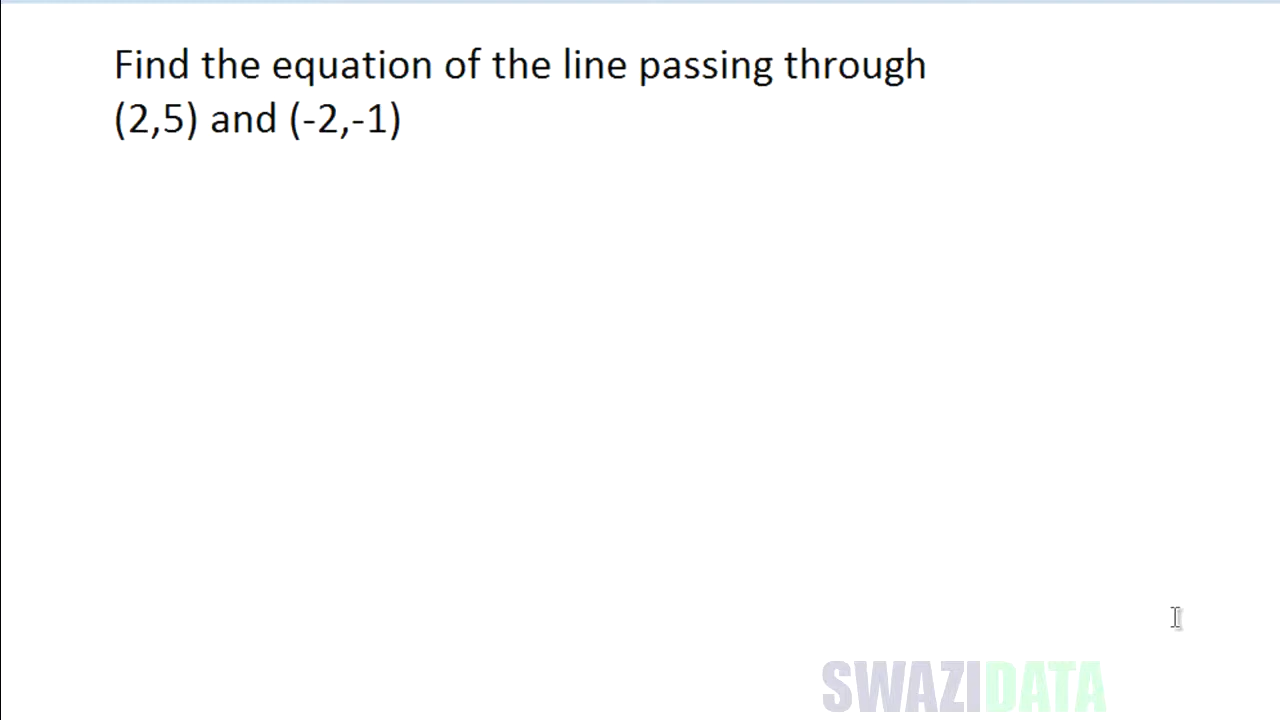 Find the equation of the line passing through
(2,5) and (-2,-1)
SWAZIDATA